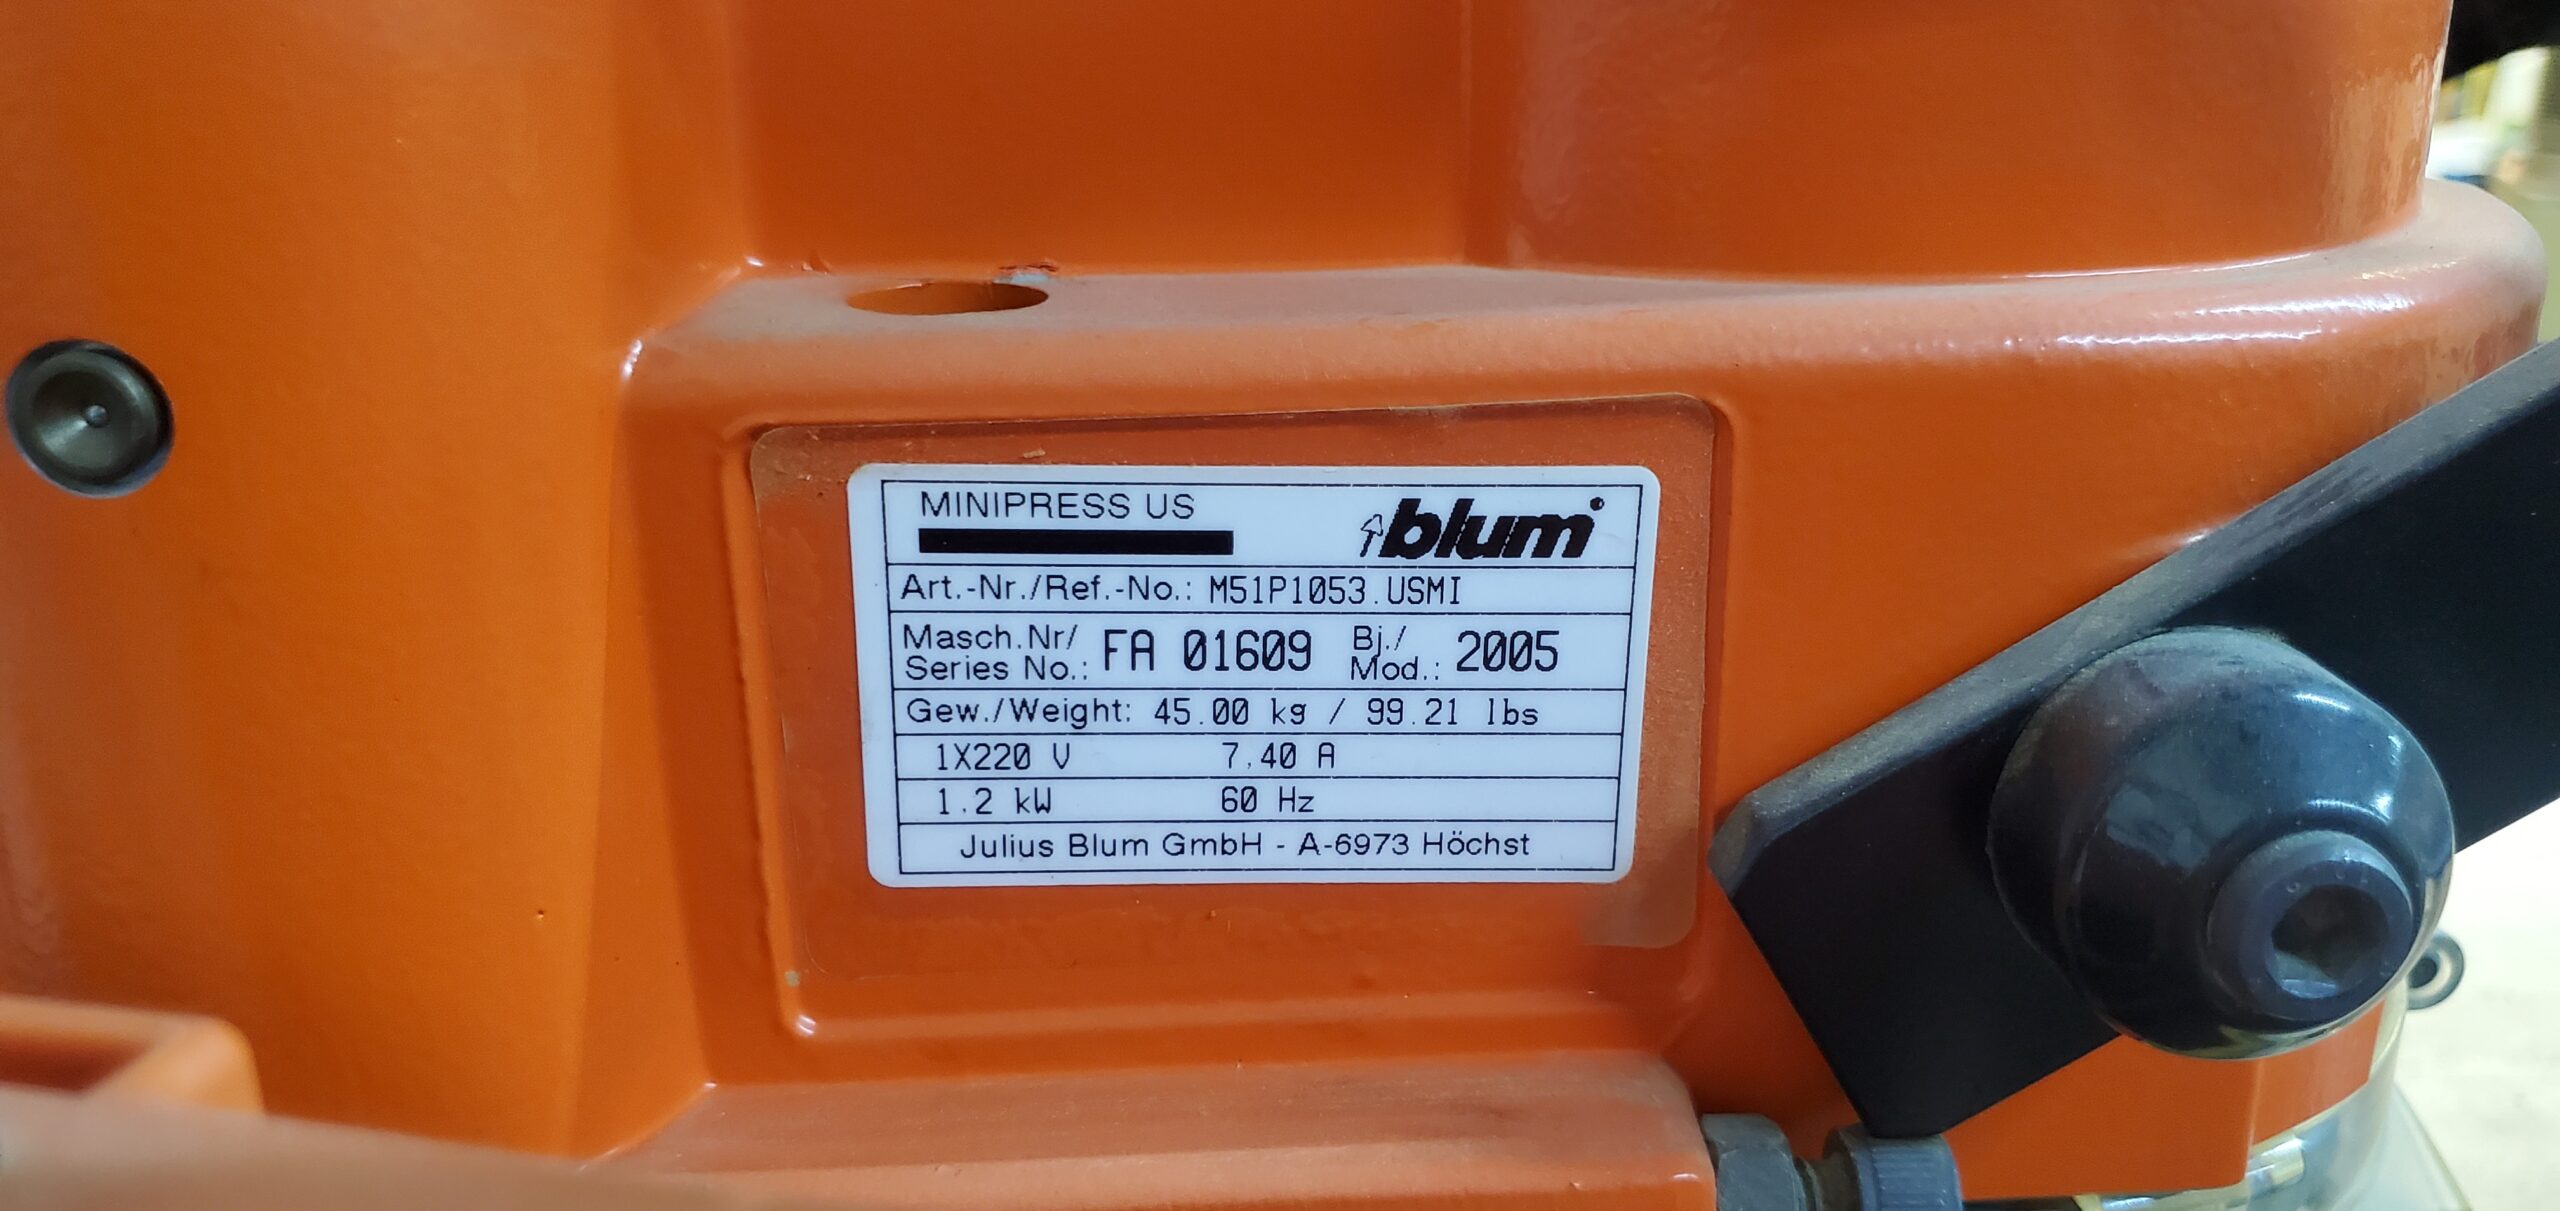 MINIPRESS US
blum
Art.-Nr./Ref.-No.: M51P1053.USMI
Masch.Nr/ Series No.: FA 01609 Bj./ Mod.: 2005
Gew./Weight: 45.00 kg / 99.21 lbs
1X220 V 7.40 A
1.2 kW 60 Hz
Julius Blum GmbH - A-6973 Höchst